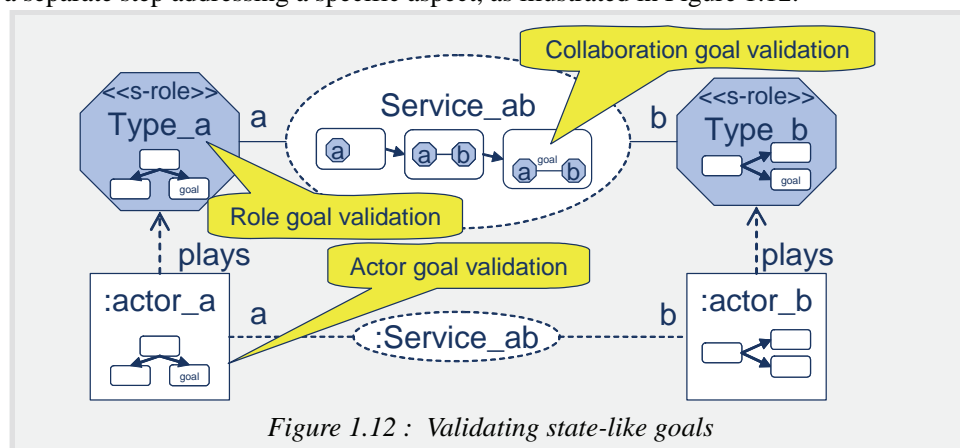 a separate step addressing a specific aspect, as illustrated in Figure 1.12.
Collaboration goal validation
<<s-role>>
Type_a
goal
a
Service_ab
a
a b
goal
a b
b
<<s-role>>
Type_b
goal
Role goal validation
plays
Actor goal validation
plays
:actor_a
goal
a
:Service_ab
b
:actor_b
Figure 1.12 : Validating state-like goals